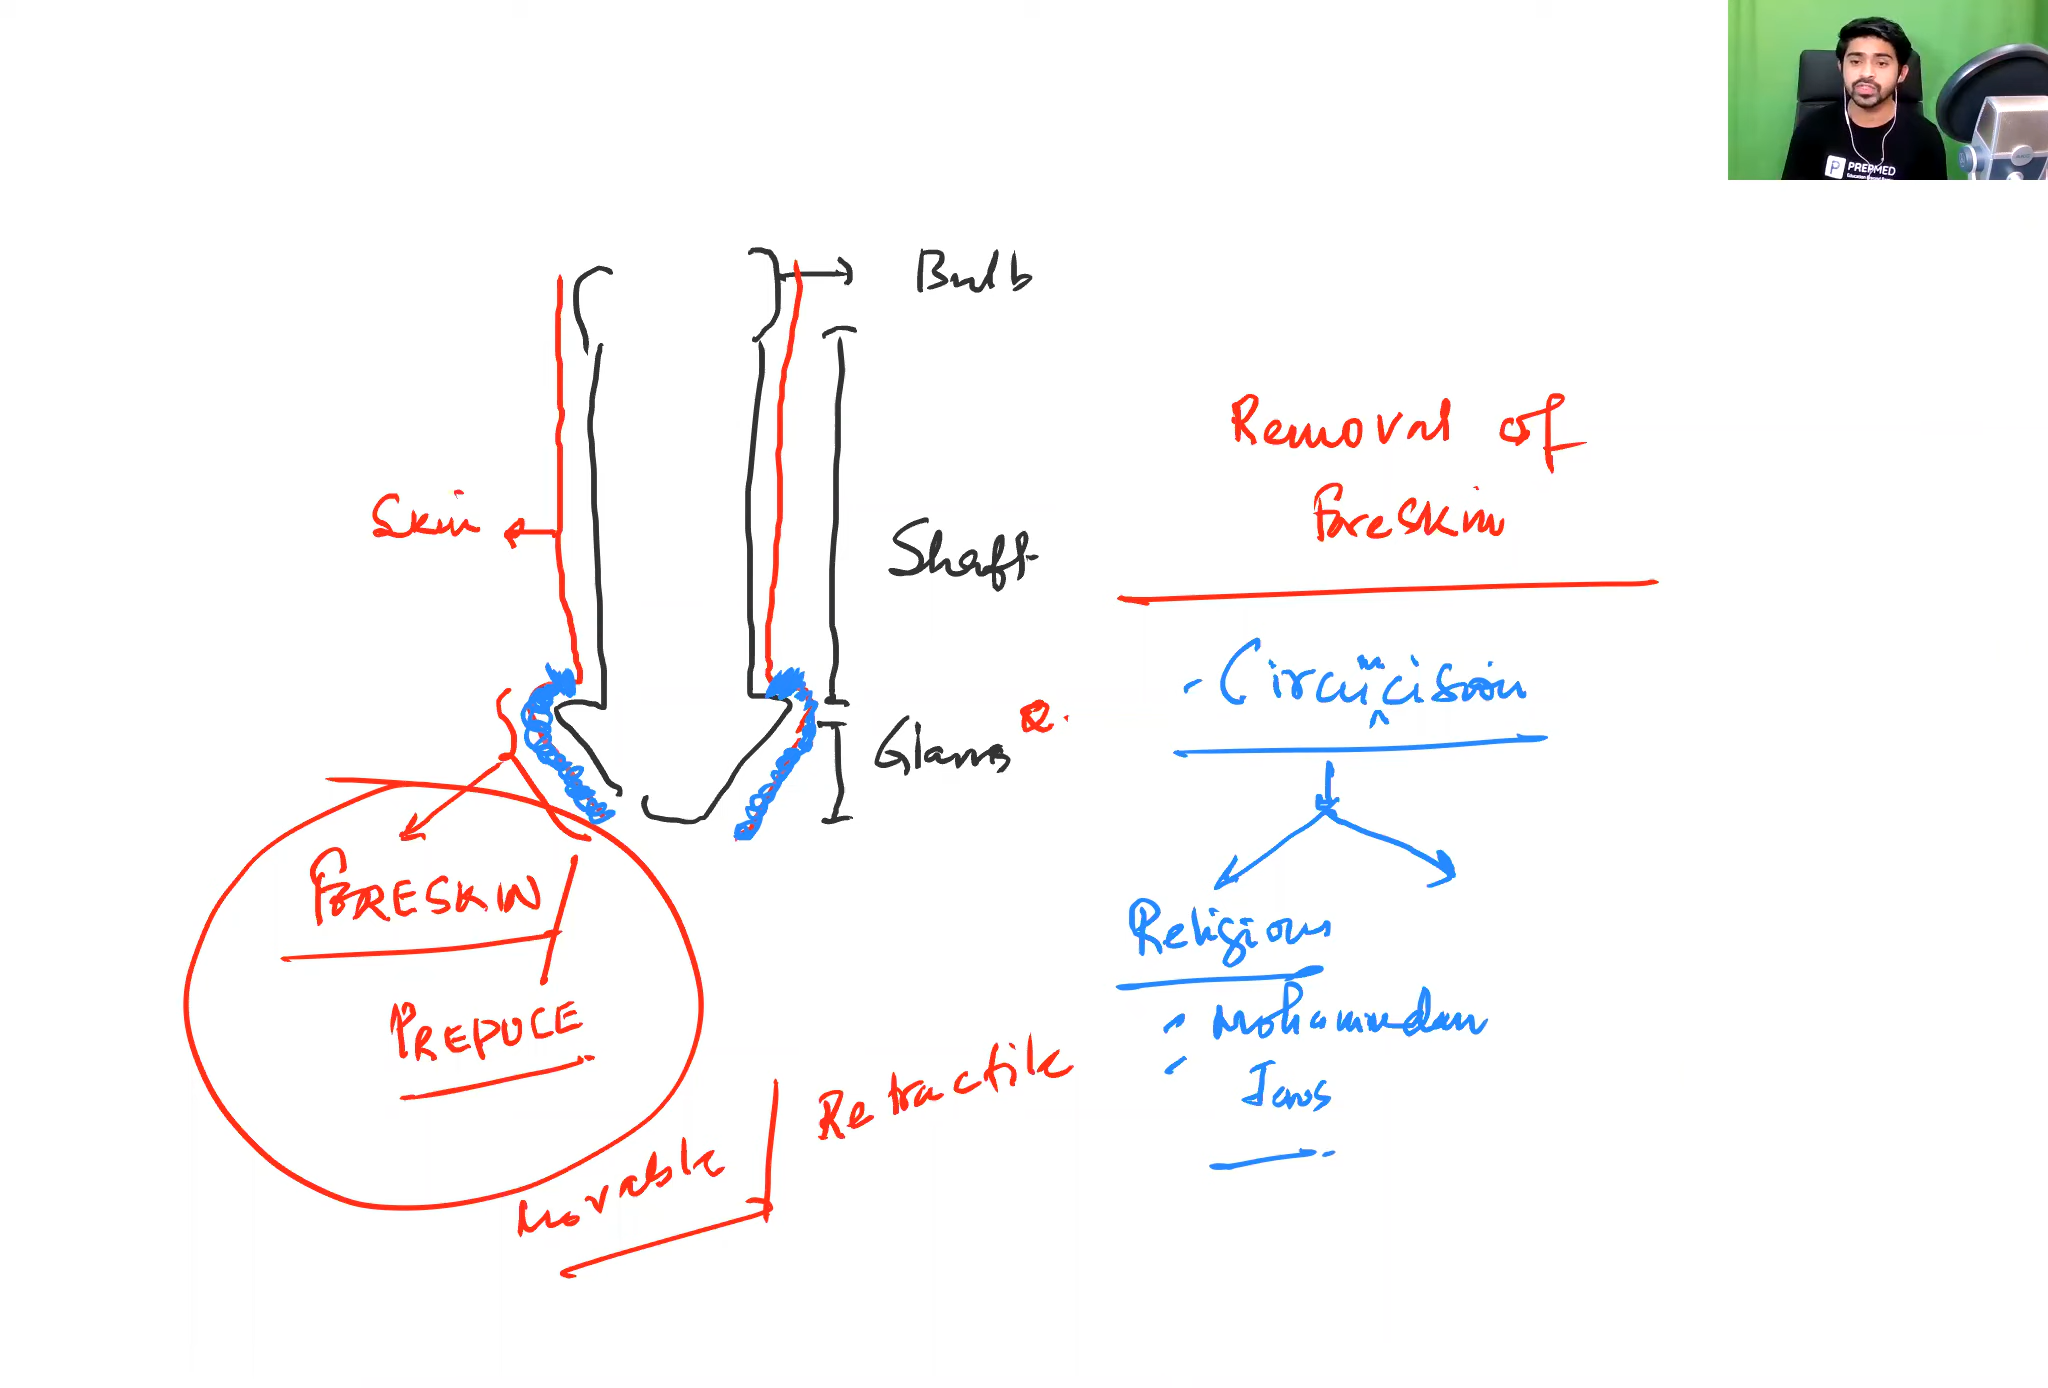 P PREPMED
Bulb
Skin
Shaft
Glans
FORESKIN
PREPUCE
Movable
Retractile
Removal of
Foreskin
Circumcision
Religious
Mohammedan
Jews